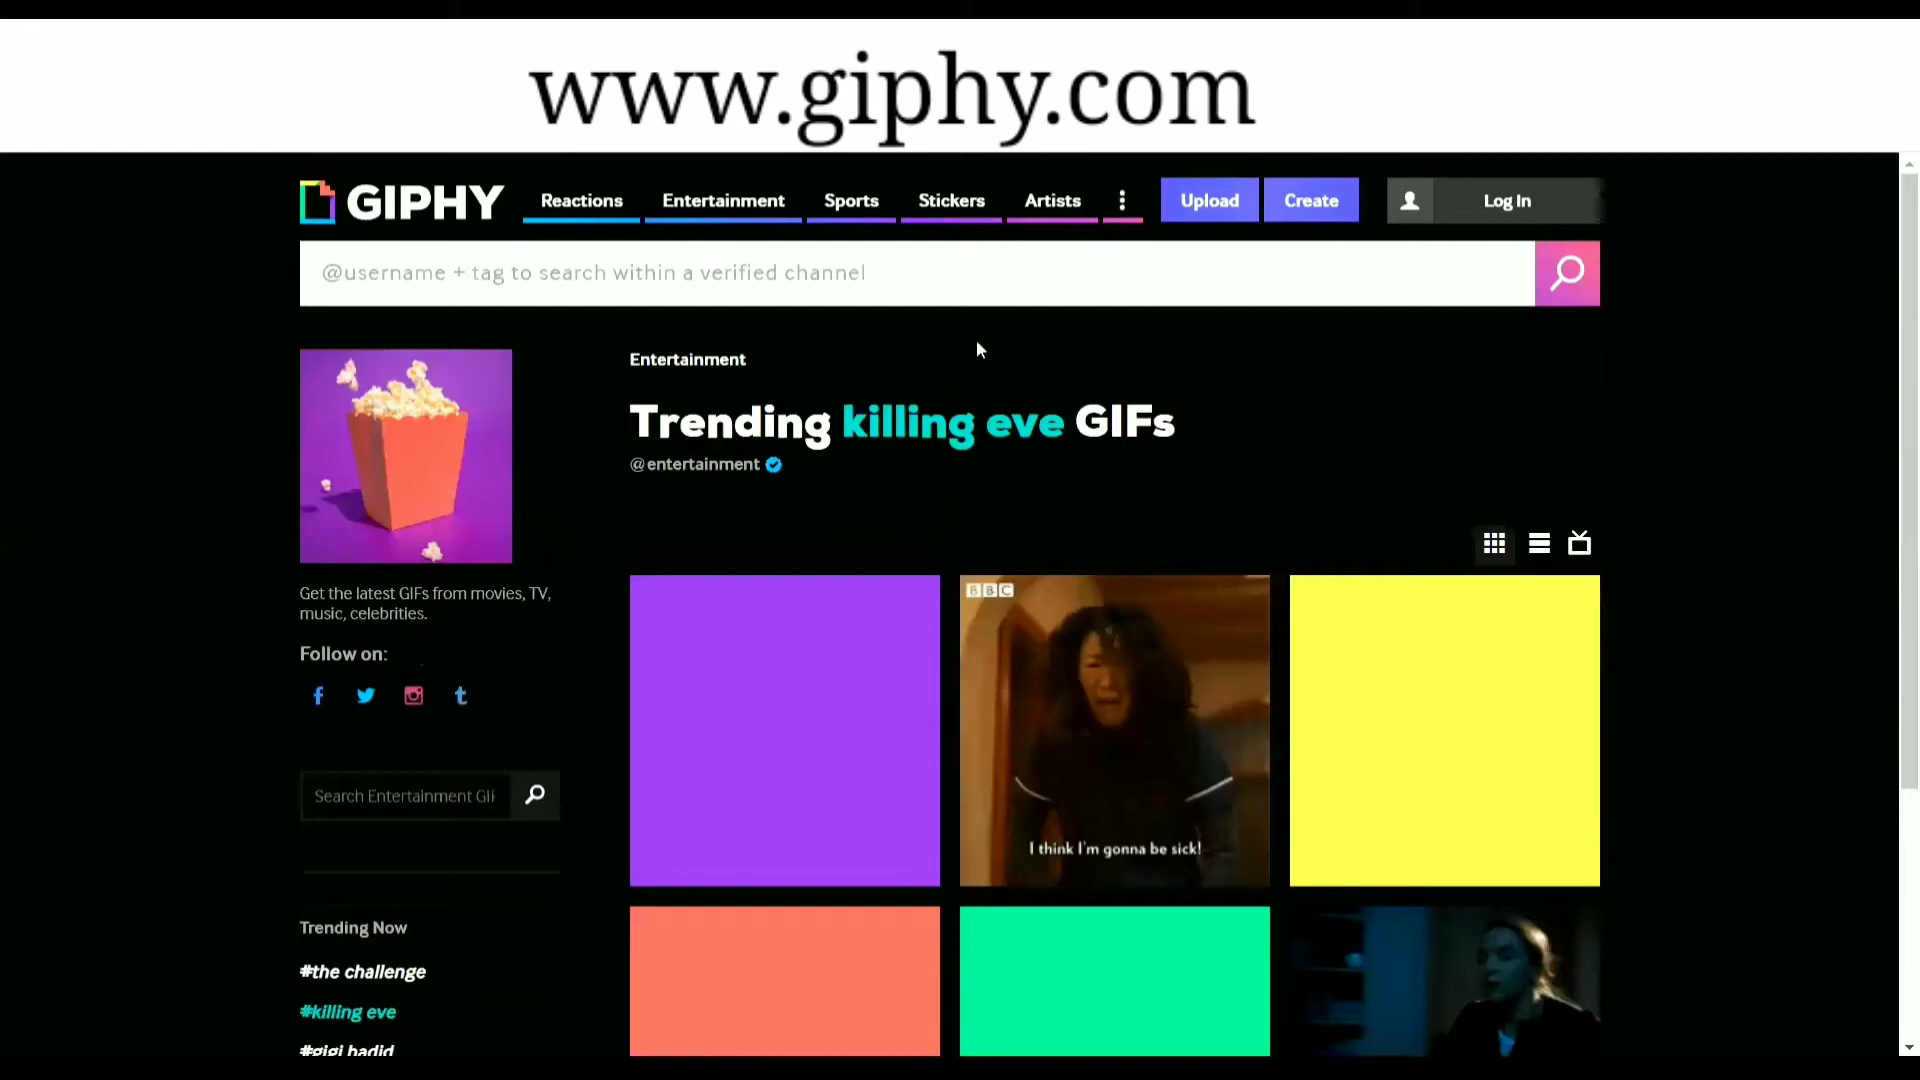 www.giphy.com
GIPHY
Reactions
Entertainment
Sports
Stickers
Artists
Upload
Create
Log In
@username + tag to search within a verified channel
Entertainment
Trending killing eve GIFs
@entertainment
Get the latest GIFs from movies, TV,
music, celebrities.
Follow on:
Search Entertainment GIF
BBC
I think I'm gonna be sick!
Trending Now
#the challenge
#killing eve
#gigi hadid